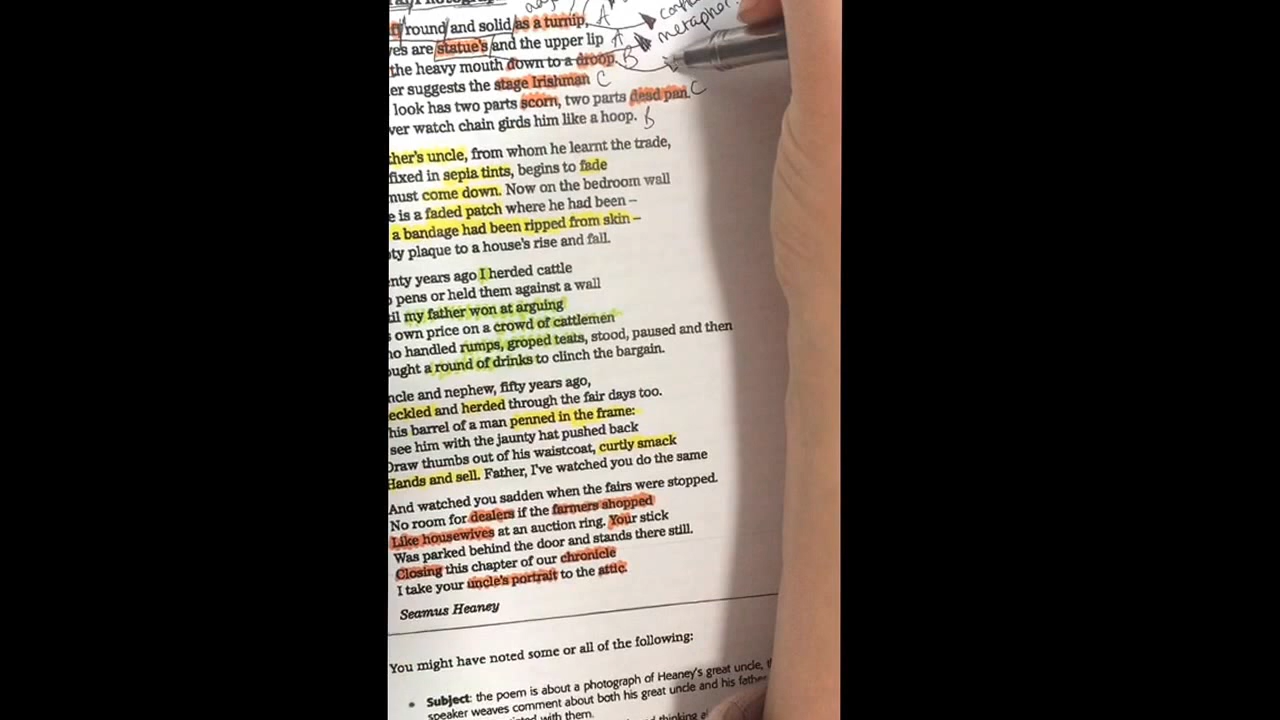 round and solid as a turnip, A
are statue's and the upper lip A
metaphor.
the heavy mouth down to a droop. B
suggests the stage Irishman C
look has two parts scorn, two parts dead pan. C
watch chain girds him like a hoop. B
uncle, from whom he learnt the trade,
fixed in sepia tints, begins to fade
must come down. Now on the bedroom wall
is a faded patch where he had been –
a bandage had been ripped from skin –
plaque to a house's rise and fall.
years ago I herded cattle
pens or held them against a wall
my father won at arguing
own price on a crowd of cattlemen
handled rumps, groped teats, stood, paused and then
a round of drinks to clinch the bargain.
and nephew, fifty years ago,
and herded through the fair days too.
his barrel of a man penned in the frame:
see him with the jaunty hat pushed back
Draw thumbs out of his waistcoat, curtly smack
Hands and sell. Father, I've watched you do the same
And watched you sadden when the fairs were stopped.
No room for dealers if the farmers shopped
Like housewives at an auction ring. Your stick
Was parked behind the door and stands there still.
Closing this chapter of our chronicle
I take your uncle's portrait to the attic.
Seamus Heaney
You might have noted some or all of the following:
• Subject: the poem is about a photograph of Heaney's great uncle,
speaker weaves comment about both his great uncle and his father
with them.
thinking